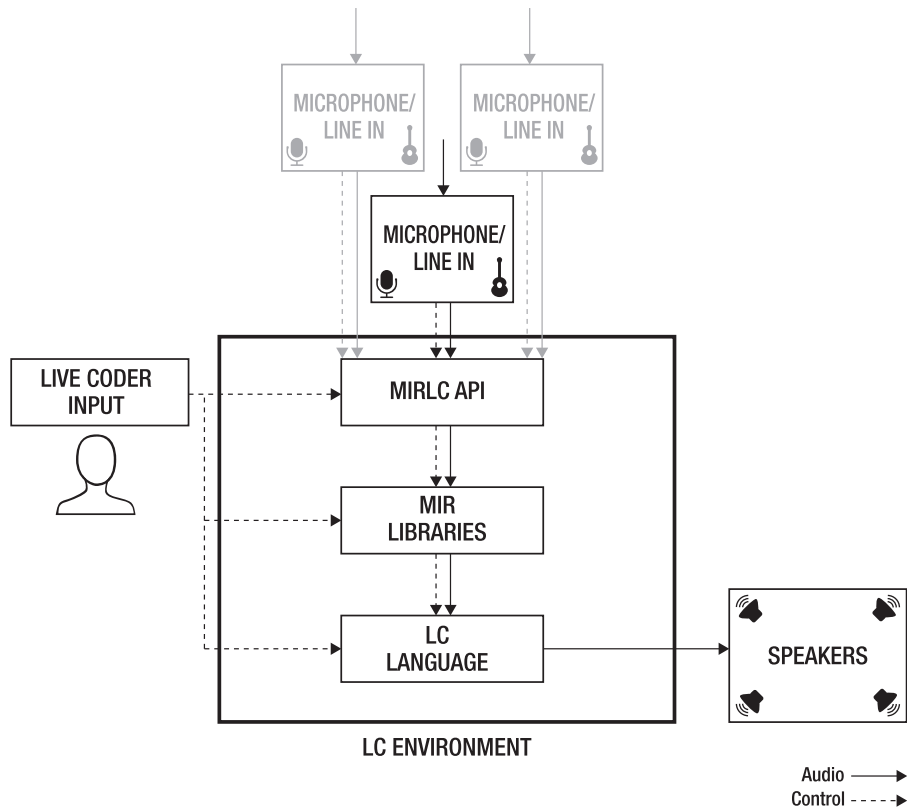 MICROPHONE/
LINE IN
MICROPHONE/
LINE IN
MICROPHONE/
LINE IN
LIVE CODER
INPUT
MIRLC API
MIR
LIBRARIES
LC
LANGUAGE
SPEAKERS
LC ENVIRONMENT
Audio
Control